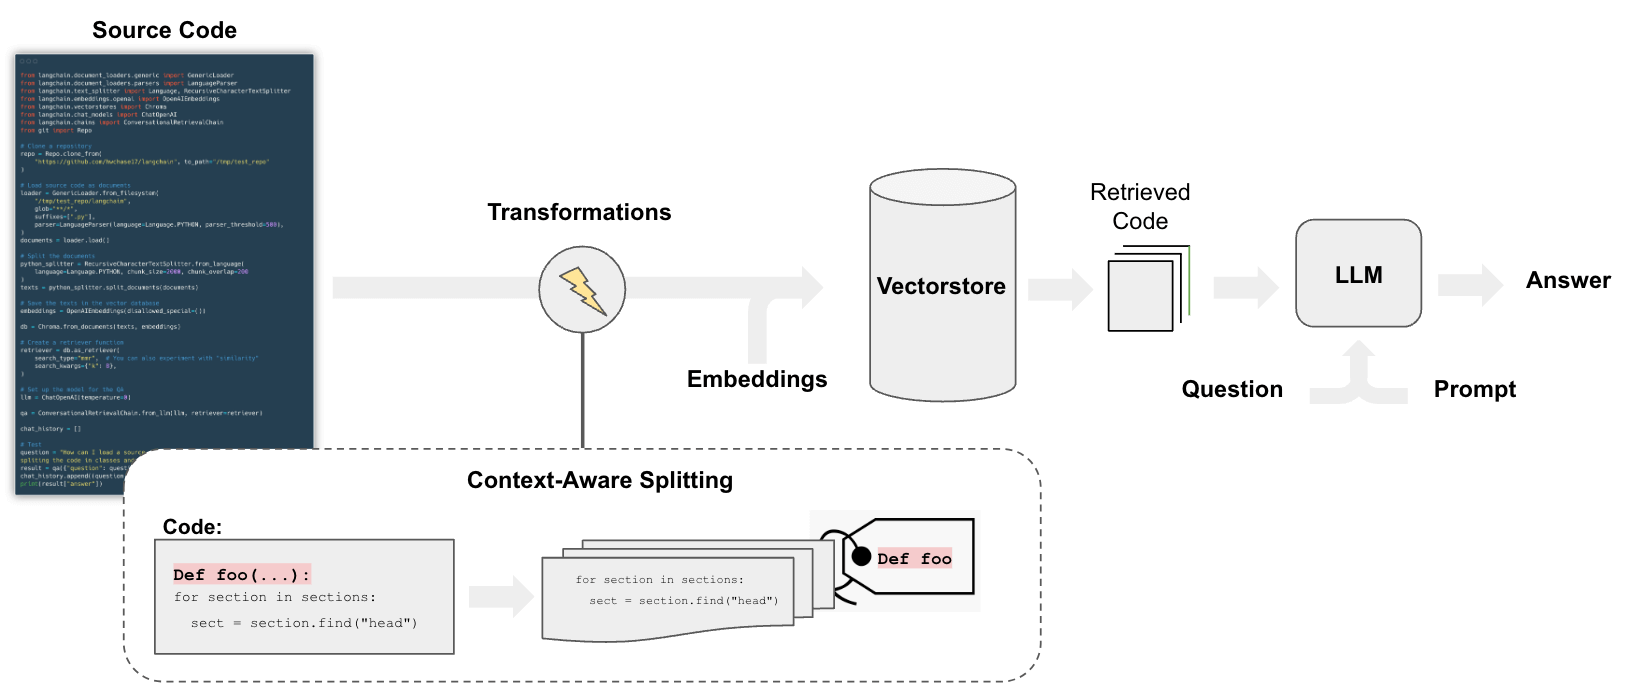 Source Code
from langchain.document_loaders.generic import GenericLoader
from langchain.document_loaders.parsers import LanguageParser
from langchain.text_splitter import Language, RecursiveCharacterTextSplitter
from langchain.embeddings.openai import OpenAIEmbeddings
from langchain.vectorstores import Chroma
from langchain.chat_models import ChatOpenAI
from langchain.chains import ConversationalRetrievalChain
from git import Repo
# Clone a repository
repo = Repo.clone_from(
"https://github.com/hwchase17/langchain", to_path="/tmp/test_repo"
)
# Load source code as documents
loader = GenericLoader.from_filesystem(
"/tmp/test_repo/langchain",
glob="**/*",
suffixes=[".py"],
parser=LanguageParser(language=Language.PYTHON, parser_threshold=500),
)
documents = loader.load()
# Split the documents
python_splitter = RecursiveCharacterTextSplitter.from_language(
language=Language.PYTHON, chunk_size=2000, chunk_overlap=200
)
texts = python_splitter.split_documents(documents)
# Save the texts in the vector database
embeddings = OpenAIEmbeddings(disallowed_special=())
db = Chroma.from_documents(texts, embeddings)
# Create a retriever function
retriever = db.as_retriever(
search_type="mmr", # You can also experiment with "similarity"
search_kwargs={"k": 8},
)
# Set up the model for the QA
llm = ChatOpenAI(temperature=0)
qa = ConversationalRetrievalChain.from_llm(llm, retriever=retriever)
chat_history = []
# Test
question = "How can I load a source
spliting the code in classes and
result = qa({"question": quest
chat_history.append((question
print(result["answer"])
Transformations
Embeddings
Vectorstore
Retrieved
Code
LLM
Answer
Question
Prompt
Context-Aware Splitting
Code:
Def foo(...):
for section in sections:
sect = section.find("head")
for section in sections:
sect = section.find("head")
Def foo